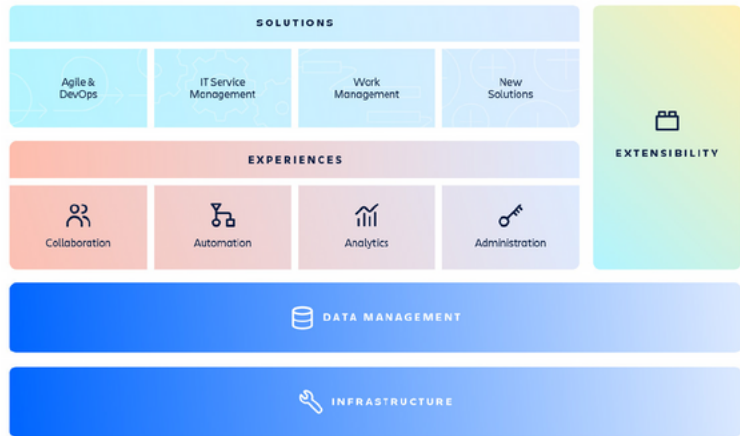 SOLUTIONS
Agile &
DevOps
IT Service
Management
Work
Management
New
Solutions
EXTENSIBILITY
EXPERIENCES
Collaboration
Automation
Analytics
Administration
DATA MANAGEMENT
INFRASTRUCTURE